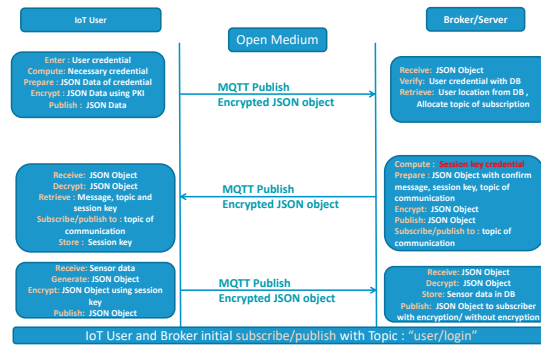 IoT User
Open Medium
Broker/Server
Enter : User credential
Compute: Necessary credential
Prepare : JSON Data of credential
Encrypt : JSON Data using PKI
Publish : JSON Data
MQTT Publish
Encrypted JSON object
Receive: JSON Object
Verify: User credential with DB
Retrieve: User location from DB ,
Allocate topic of subscription
Receive: JSON Object
Decrypt: JSON Object
Retrieve : Message, topic and
session key
Subscribe/publish to : topic of
communication
Store : Session key
MQTT Publish
Encrypted JSON object
Compute : Session key credential
Prepare : JSON Object with confirm
message, session key, topic of
communication
Encrypt: JSON Object
Publish: JSON Object
Subscribe/publish to : topic of
communication
Receive: Sensor data
Generate: JSON Object
Encrypt: JSON Object using session
key
Publish: JSON Object
MQTT Publish
Encrypted JSON object
Receive: JSON Object
Decrypt: JSON Object
Store: Sensor data in DB
Publish: JSON Object to subscriber
with encryption/ without encryption
IoT User and Broker initial subscribe/publish with Topic : “user/login”